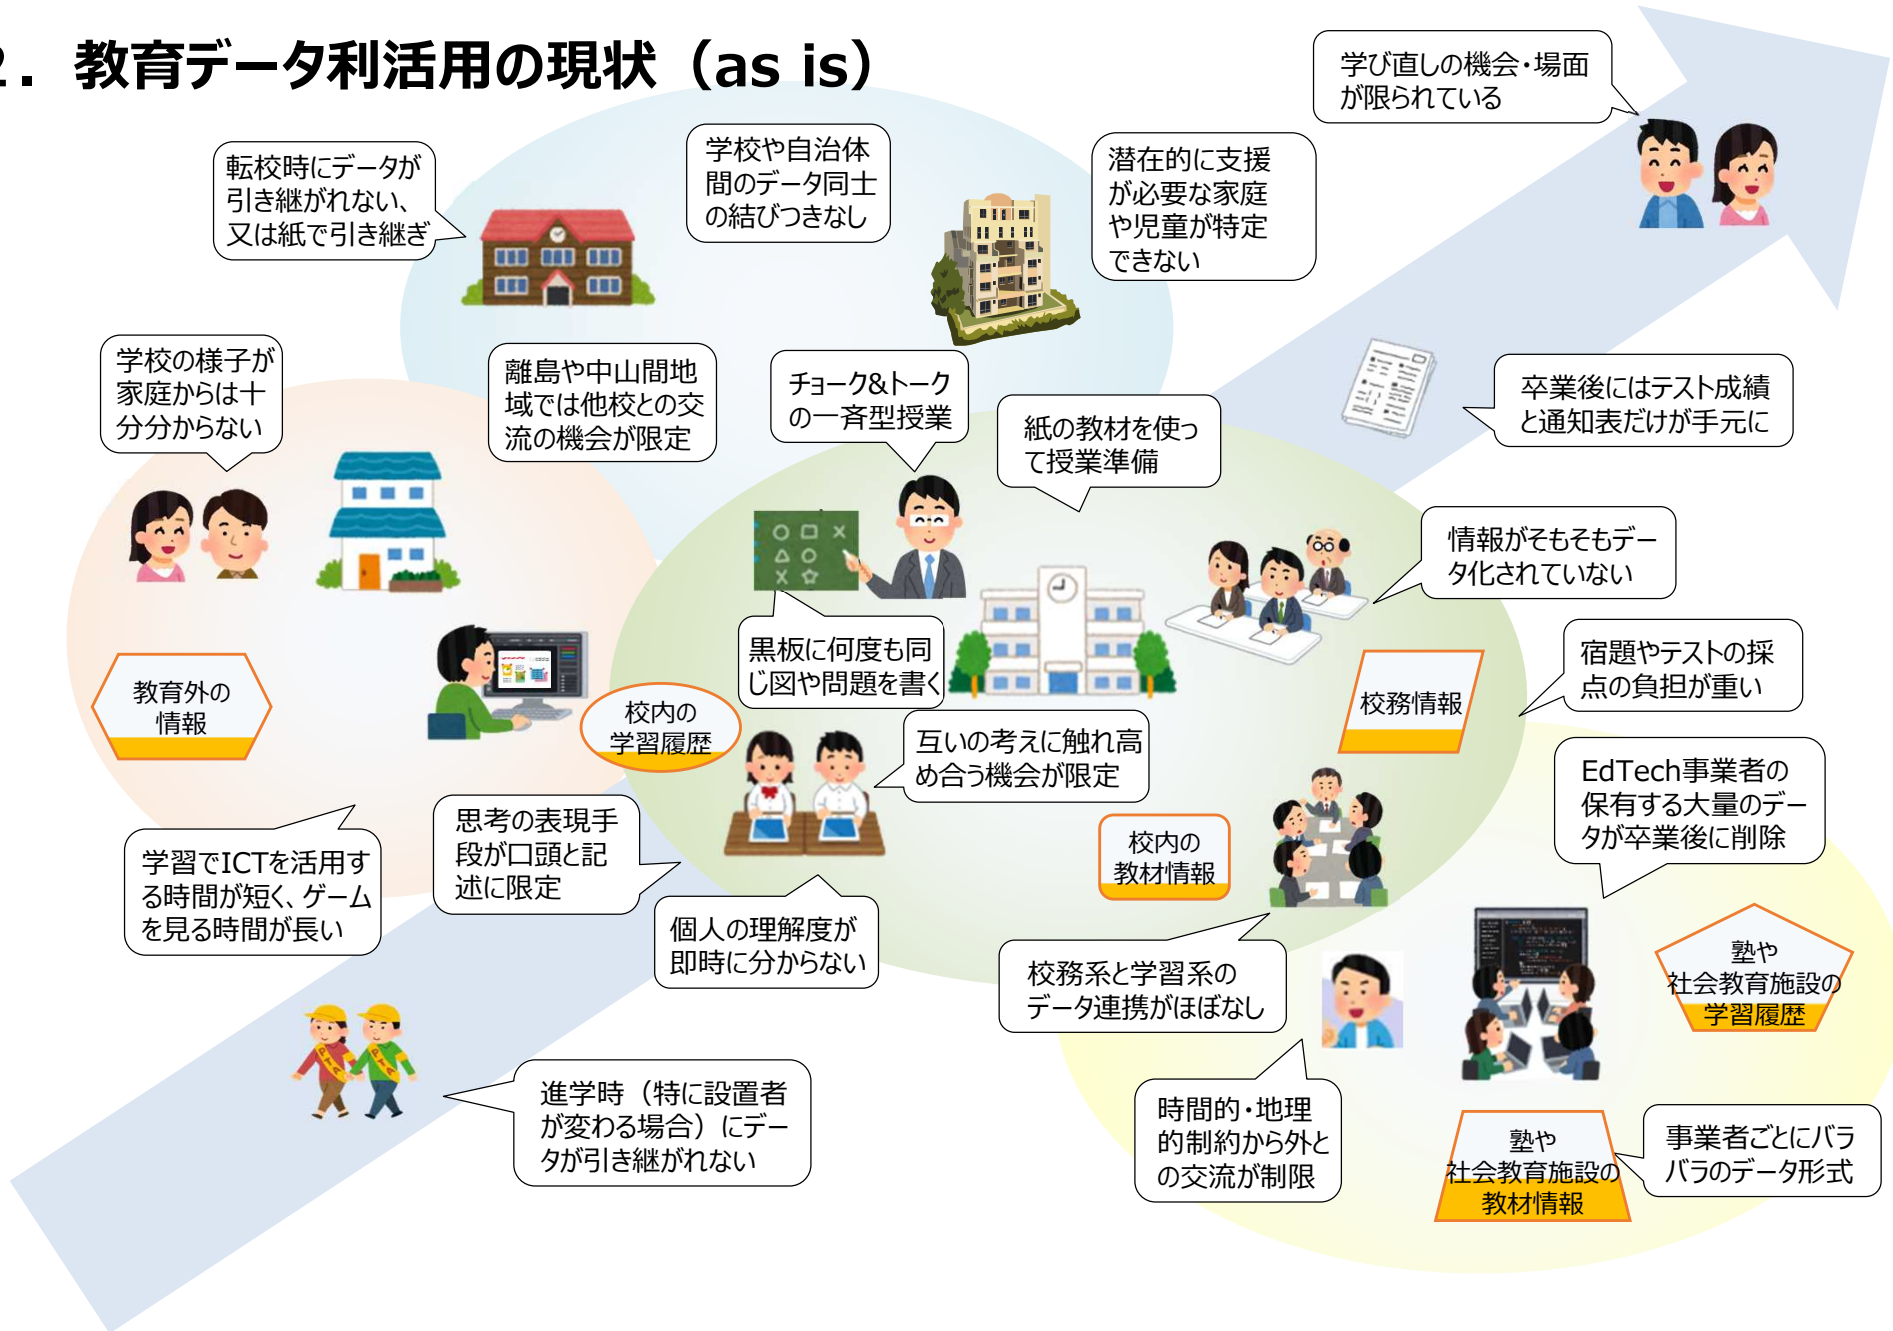 2．教育データ利活用の現状（as is）
学び直しの機会・場面
が限られている
転校時にデータが
引き継がれない、
又は紙で引き継ぎ
学校や自治体
間のデータ同士
の結びつきなし
潜在的に支援
が必要な家庭
や児童が特定
できない
学校の様子が
家庭からは十
分分からない
離島や中山間地
域では他校との交
流の機会が限定
チョーク&トーク
の一斉型授業
紙の教材を使っ
て授業準備
卒業後にはテスト成績
と通知表だけが手元に
情報がそもそもデー
タ化されていない
黒板に何度も同
じ図や問題を書く
宿題やテストの採
点の負担が重い
教育外の
情報
校内の
学習履歴
校務情報
互いの考えに触れ高
め合う機会が限定
EdTech事業者の
保有する大量のデー
タが卒業後に削除
思考の表現手
段が口頭と記
述に限定
校内の
教材情報
学習でICTを活用す
る時間が短く、ゲーム
を見る時間が長い
個人の理解度が
即時に分からない
校務系と学習系の
データ連携がほぼなし
塾や
社会教育施設の
学習履歴
進学時（特に設置者
が変わる場合）にデー
タが引き継がれない
時間的・地理
的制約から外と
の交流が制限
塾や
社会教育施設の
教材情報
事業者ごとにバラ
バラのデータ形式